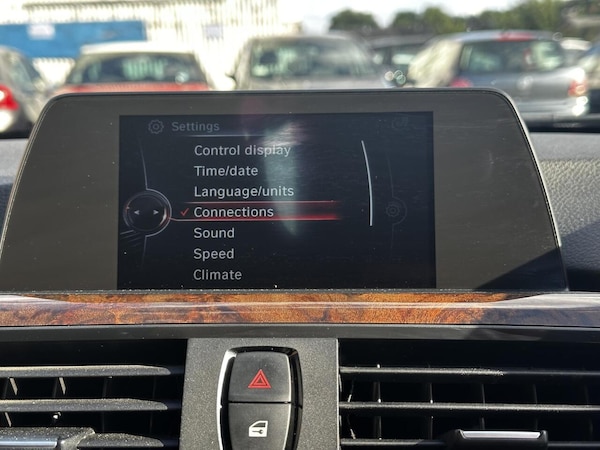 Settings
Control display
Time/date
Language/units
Connections
Sound
Speed
Climate